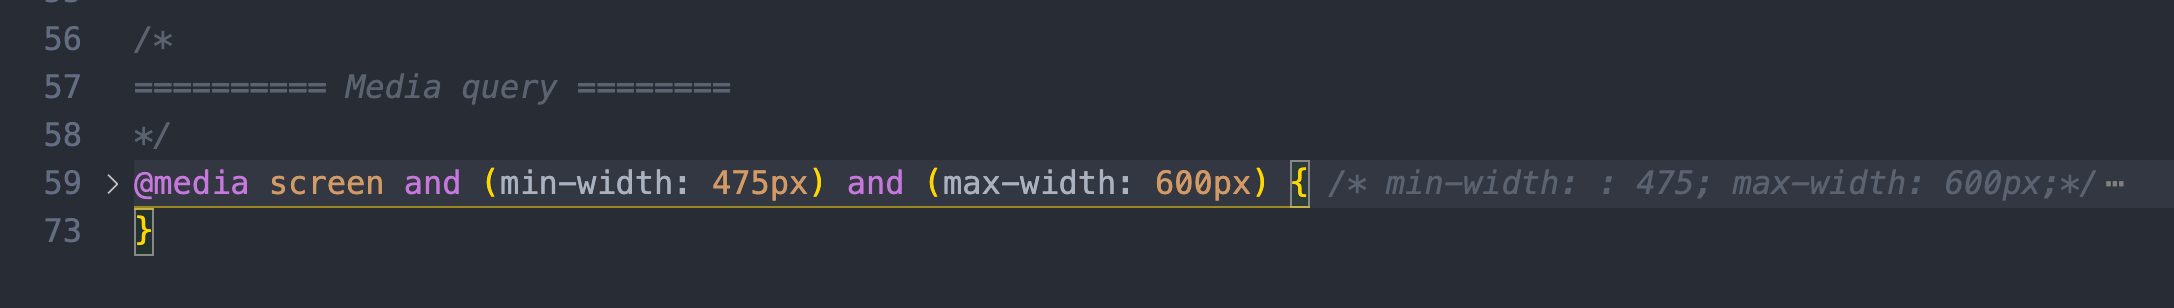 56 /*
57 ========== Media query ========
58 */
59 > @media screen and (min-width: 475px) and (max-width: 600px) { /* min-width: : 475; max-width: 600px;*/ ⋯
73 }